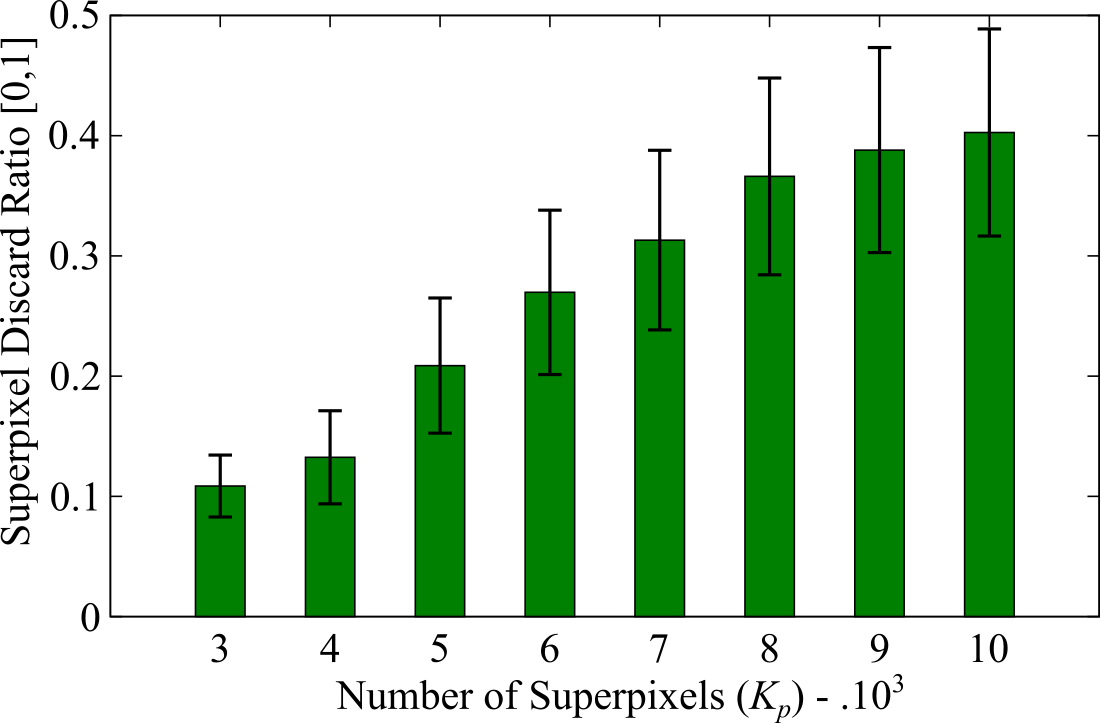 Superpixel Discard Ratio [0,1]
0.5
0.4
0.3
0.2
0.1
0
3 4 5 6 7 8 9 10
Number of Superpixels (Kₚ) - .10³